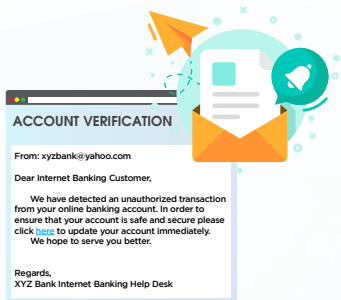 ACCOUNT VERIFICATION
From: xyzbank@yahoo.com
Dear Internet Banking Customer,
We have detected an unauthorized transaction
from your online banking account. In order to
ensure that your account is safe and secure please
click here to update your account immediately.
We hope to serve you better.
Regards,
XYZ Bank Internet Banking Help Desk